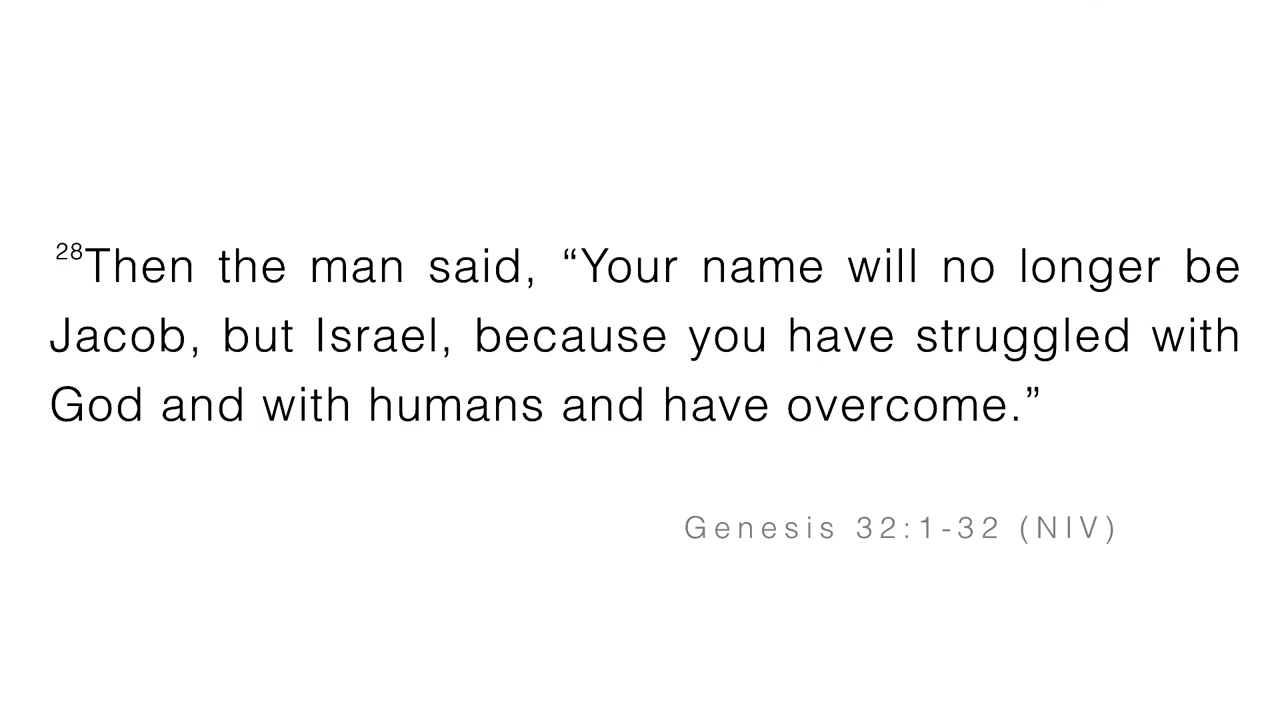 28Then the man said, “Your name will no longer be
Jacob, but Israel, because you have struggled with
God and with humans and have overcome.”
Genesis 32:1-32 (NIV)